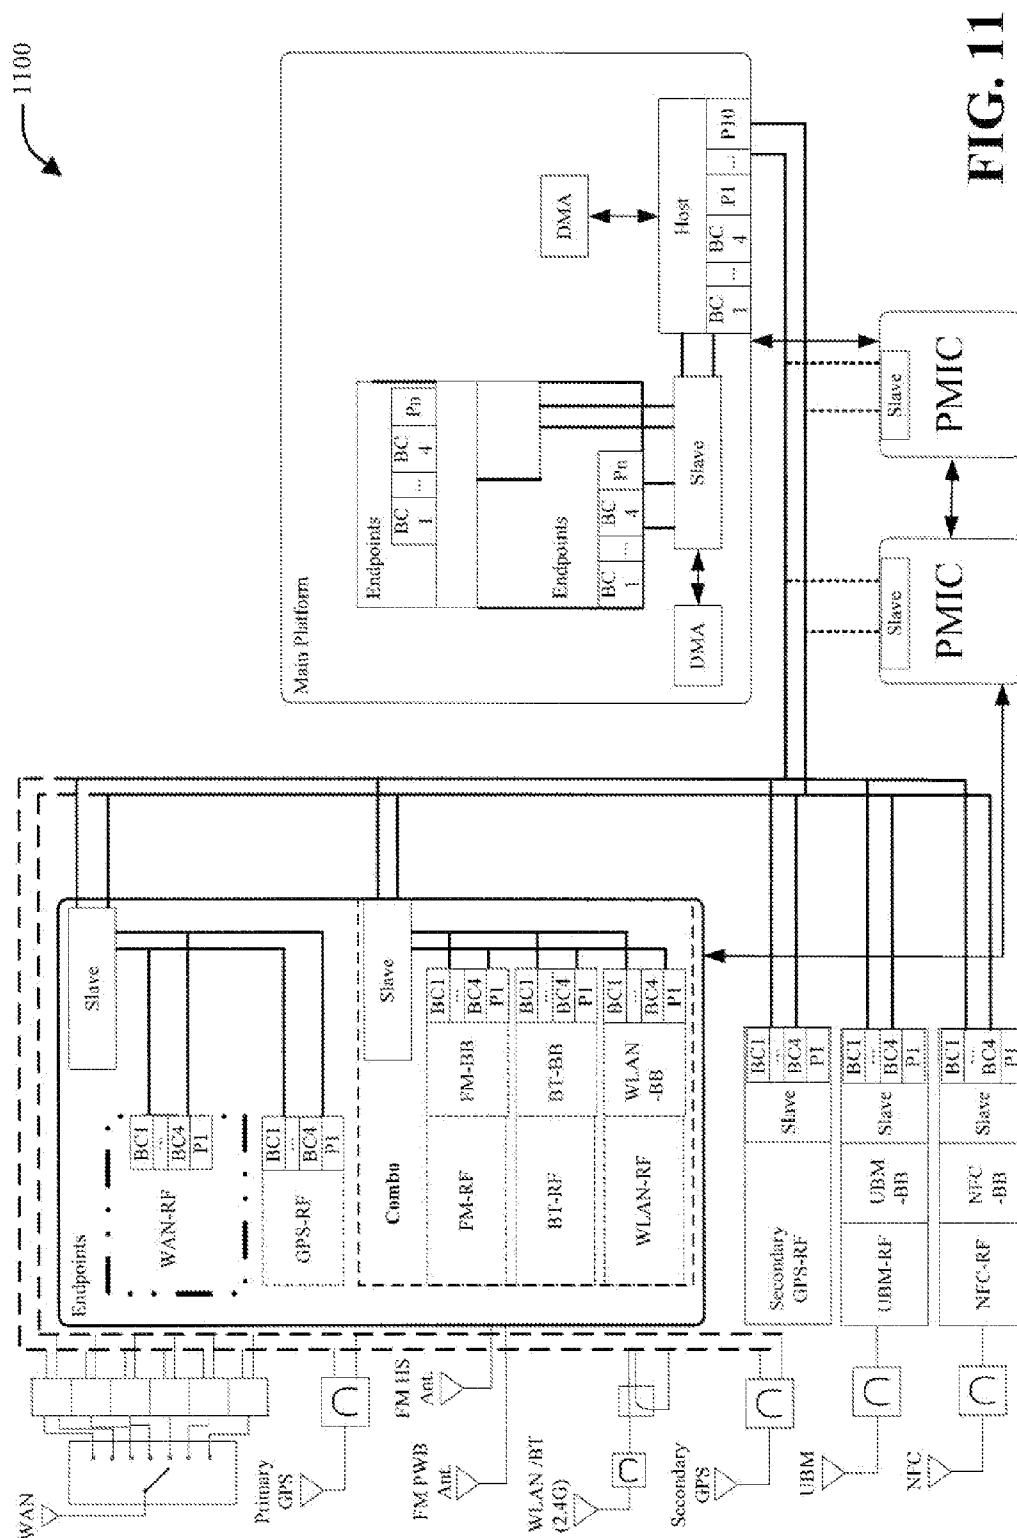 1100
FIG. 11
Main Platform
DMA
Host
BC
1
...
BC
4
P1
...
P10
Endpoints
BC
1
...
BC
4
Pn
Endpoints
BC
1
...
BC
4
Pn
Slave
DMA
Slave
PMIC
Slave
PMIC
Endpoints
Slave
WAN-RF
BC1
...
BC4
P1
GPS-RF
BC1
...
BC4
P1
Combo
Slave
FM-RF
FM-BB
BC1
...
BC4
P1
BT-RF
BT-BB
BC1
...
BC4
P1
WLAN-RF
WLAN
-BB
BC1
...
BC4
P1
Secondary
GPS-RF
Slave
BC1
...
BC4
P1
UBM-RF
UBM
-BB
Slave
BC1
...
BC4
P1
NFC-RF
NFC
-BB
Slave
BC1
...
BC4
P1
WAN
Primary
GPS
FM HS
Ant.
FM PWB
Ant.
WLAN /BT
(2.4G)
Secondary
GPS
UBM
NFC